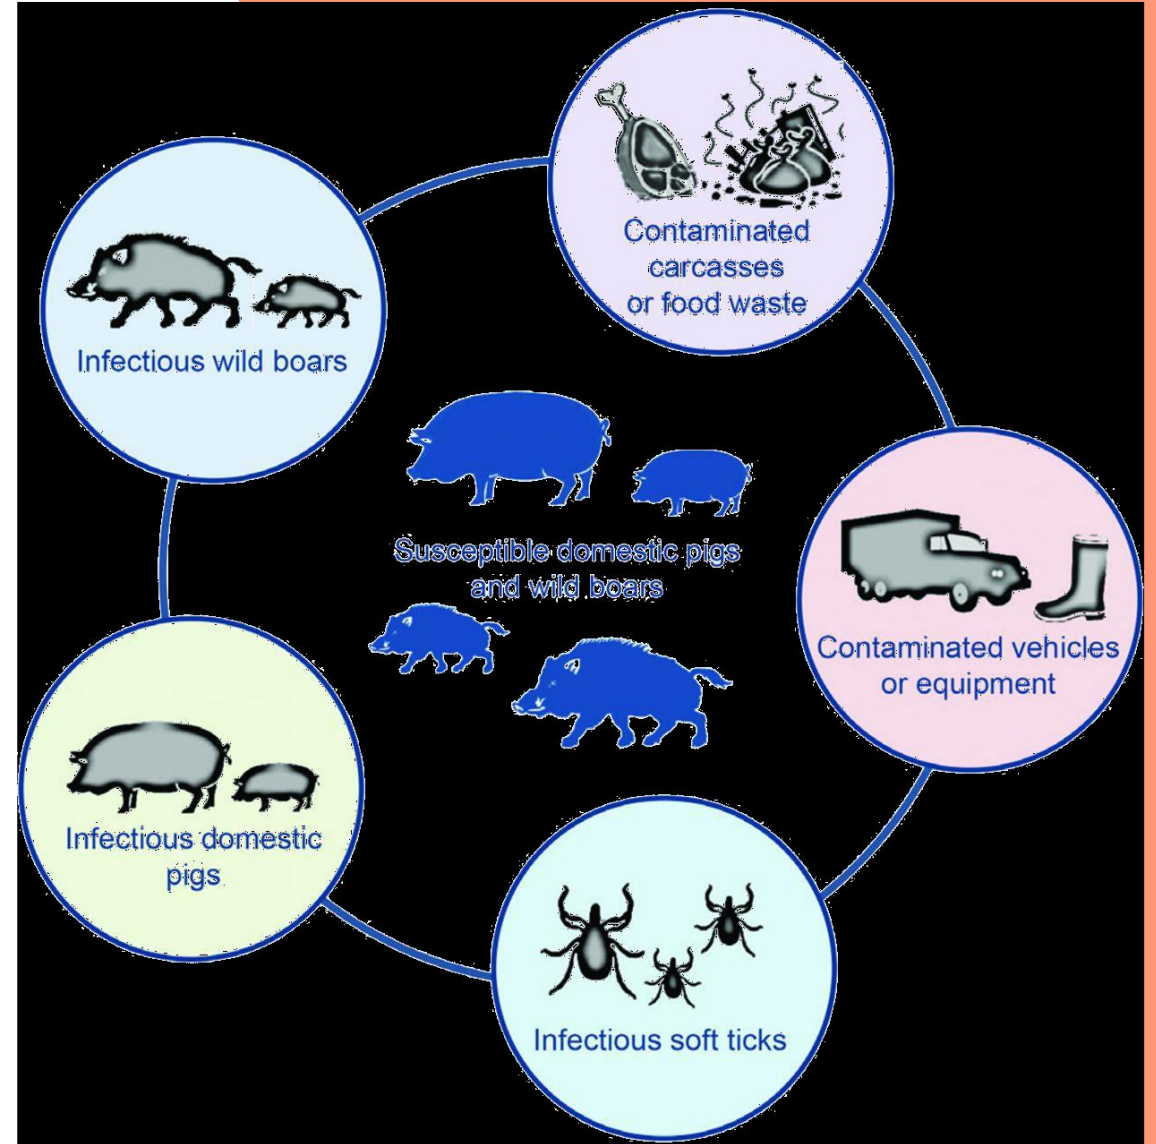 Contaminated
carcasses
or food waste
Infectious wild boars
Susceptible domestic pigs
and wild boars
Contaminated vehicles
or equipment
Infectious domestic
pigs
Infectious soft ticks